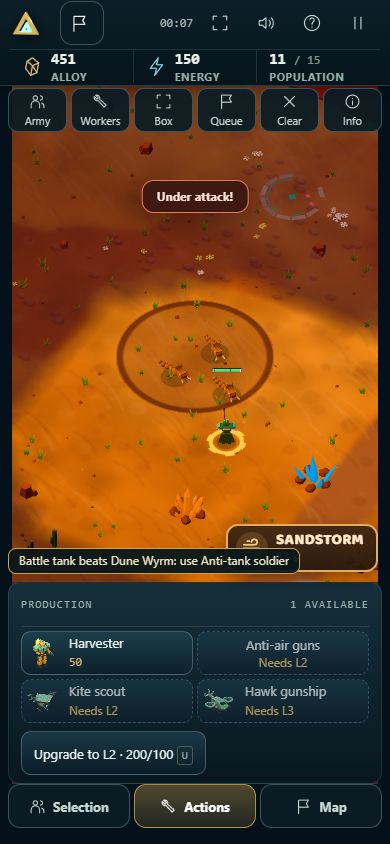 00:07
451
ALLOY
150
ENERGY
11 / 15
POPULATION
Army
Workers
Box
Queue
Clear
Info
Under attack!
SANDSTORM
Battle tank beats Dune Wyrm: use Anti-tank soldier
PRODUCTION
1 AVAILABLE
Harvester
50
Anti-air guns
Needs L2
Kite scout
Needs L2
Hawk gunship
Needs L3
Upgrade to L2 · 200/100 U
Selection
Actions
Map